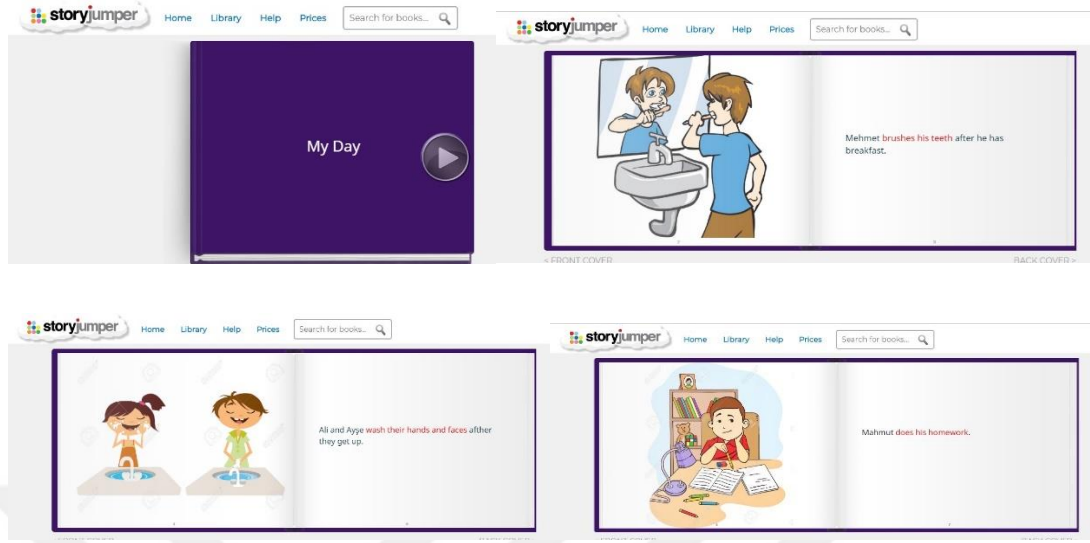 storyjumper Home Library Help Prices Search for books...
My Day
storyjumper Home Library Help Prices Search for books...
Mehmet brushes his teeth after he has
breakfast.
< FRONT COVER BACK COVER >
storyjumper Home Library Help Prices Search for books...
Ali and Ayşe wash their hands and faces afther
they get up.
storyjumper Home Library Help Prices Search for books...
Mahmut does his homework.